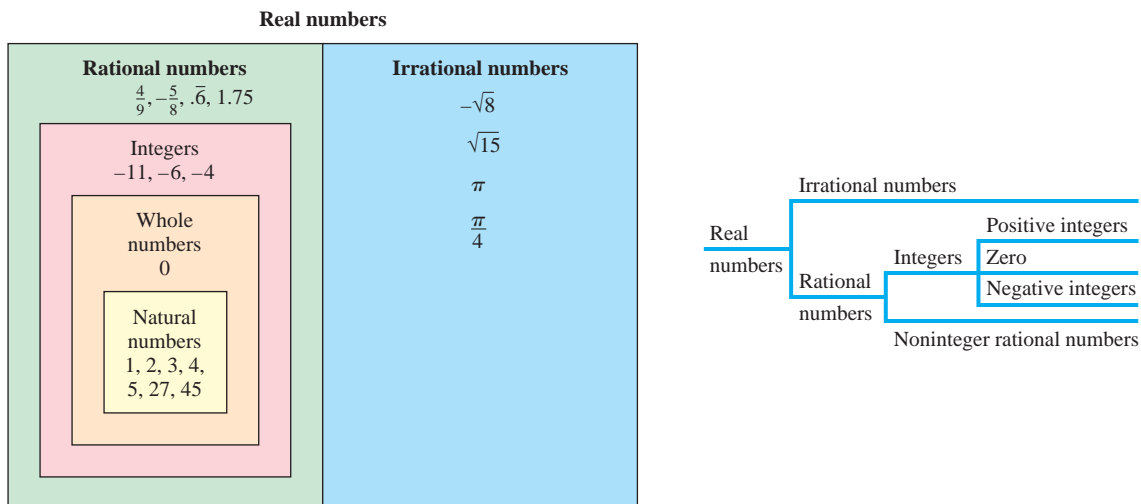 Real numbers
Rational numbers
4/9, –5/8, .6̅, 1.75
Integers
–11, –6, –4
Whole
numbers
0
Natural
numbers
1, 2, 3, 4,
5, 27, 45
Irrational numbers
–√8
√15
π
π/4
Real
numbers
Irrational numbers
Rational
numbers
Integers
Positive integers
Zero
Negative integers
Noninteger rational numbers